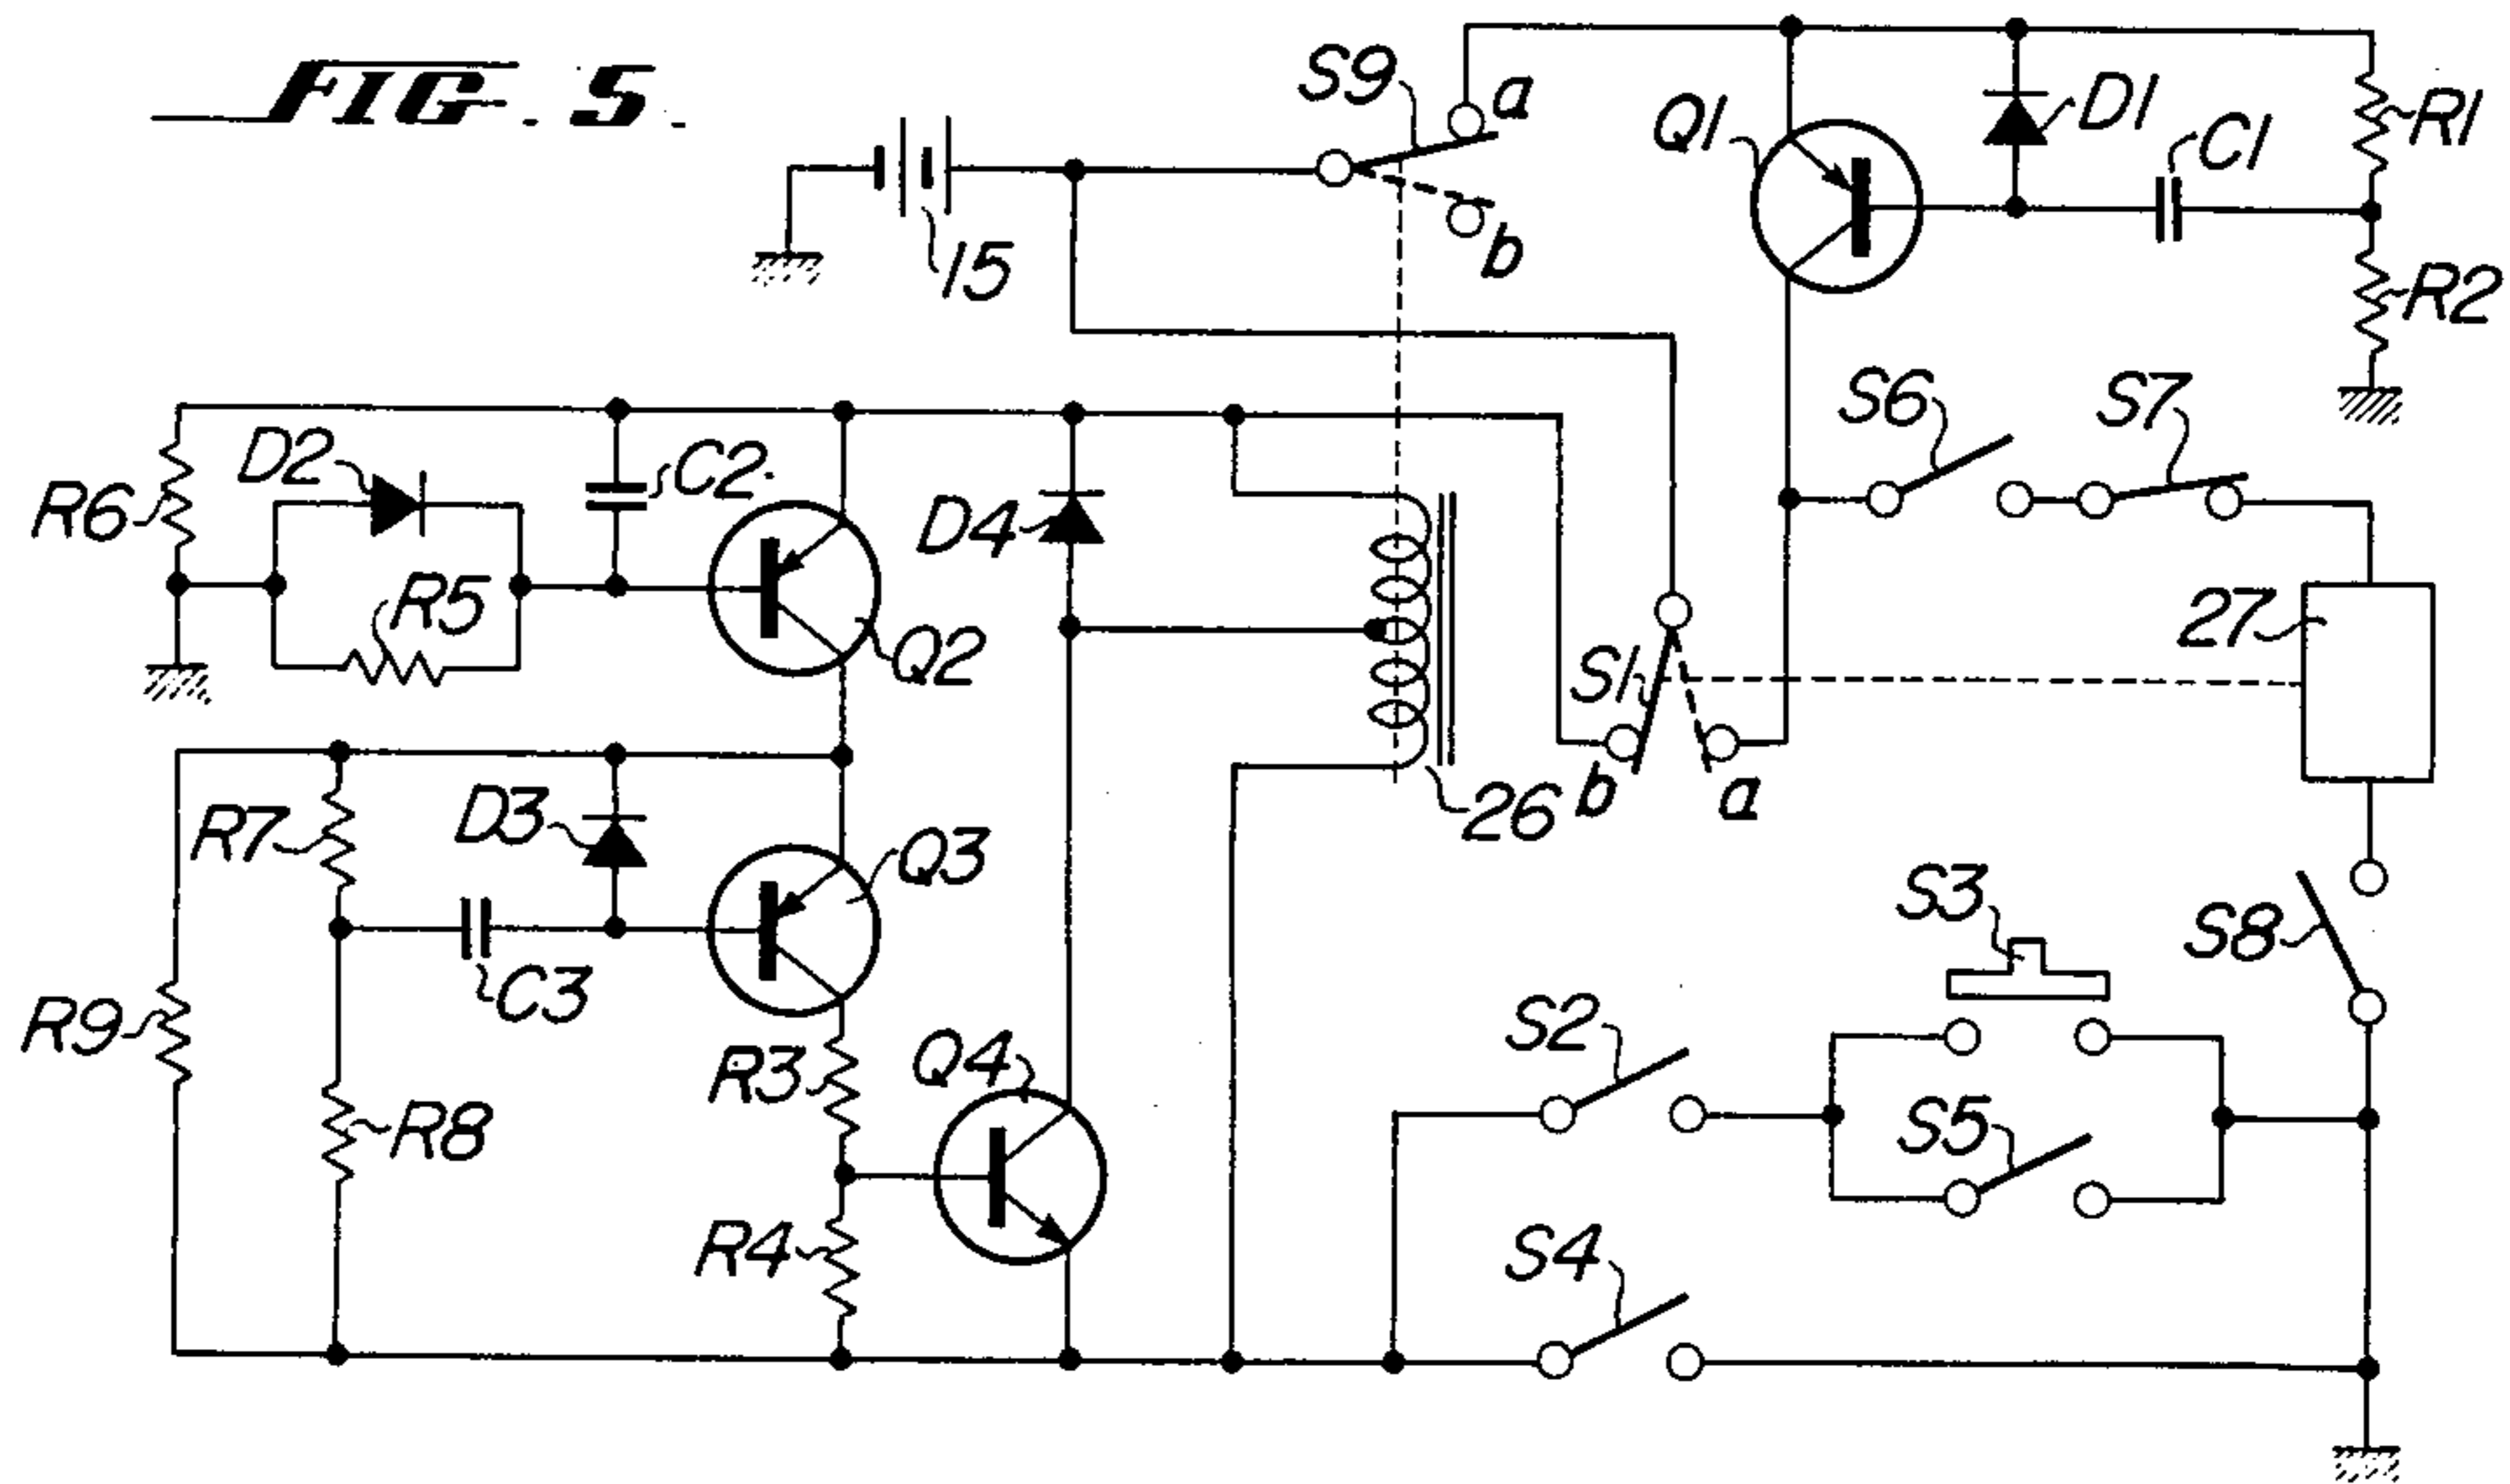 FIG. 5.
S9
a
b
15
Q1
D1
C1
R1
R2
S6
S7
27
R6
D2
C2
R5
Q2
D4
26
S1
b
a
R7
D3
Q3
C3
R9
R8
R3
R4
Q4
S2
S3
S5
S4
S8